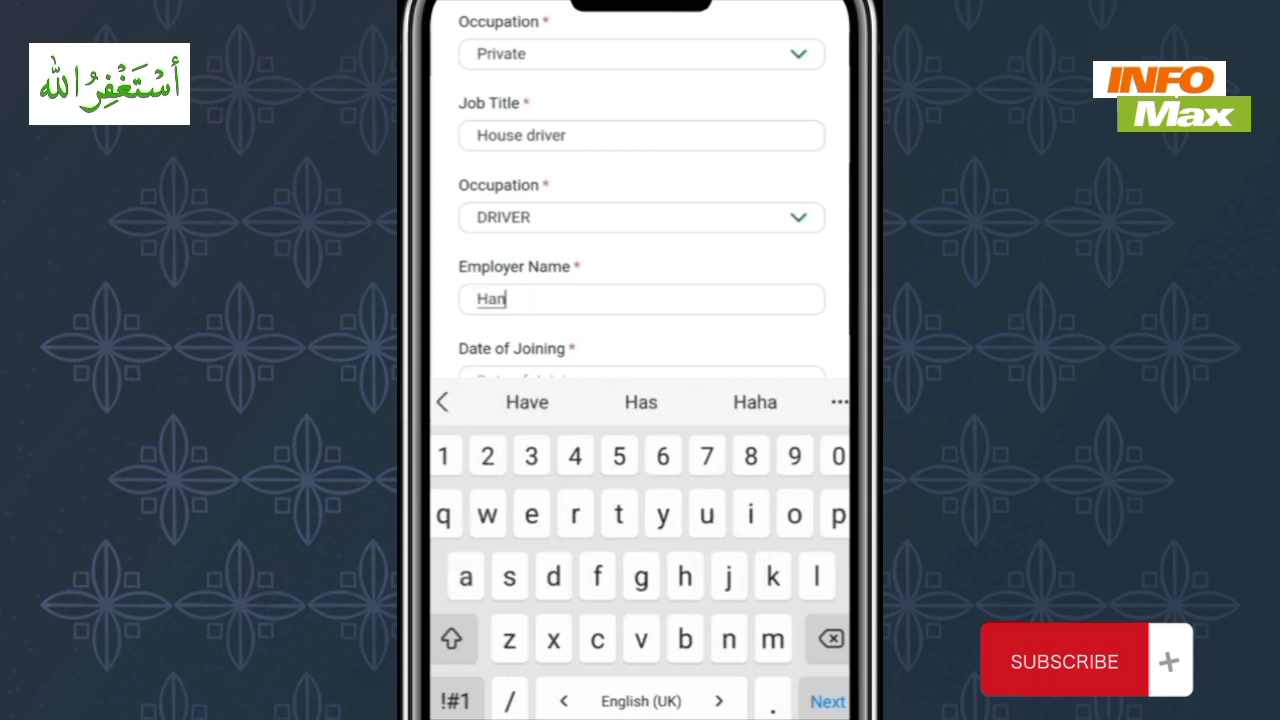 أَسْتَغْفِرُ الله
INFO
Max
Occupation *
Private
Job Title *
House driver
Occupation *
DRIVER
Employer Name *
Han
Date of Joining *
Have Has Haha ...
1 2 3 4 5 6 7 8 9 0
q w e r t y u i o p
a s d f g h j k l
z x c v b n m
!#1 / < English (UK) > . Next
SUBSCRIBE +